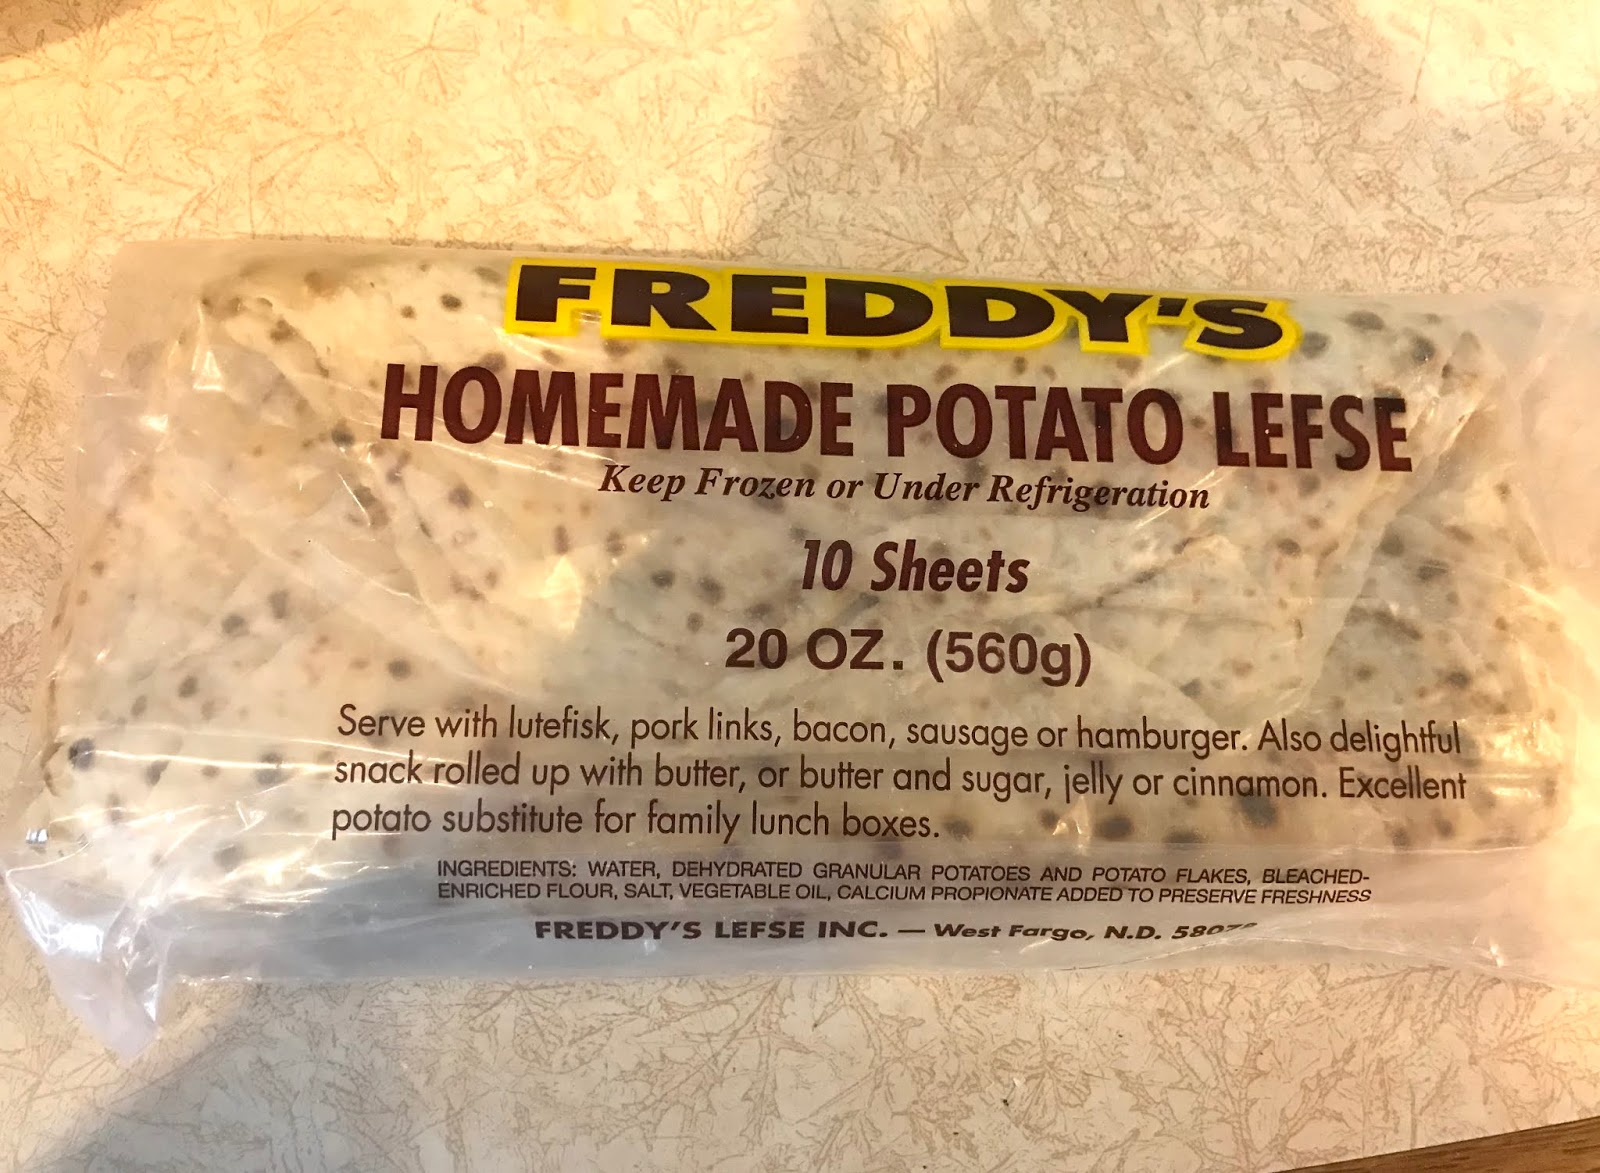 FREDDY'S
HOMEMADE POTATO LEFSE
Keep Frozen or Under Refrigeration
10 Sheets
20 OZ. (560g)
Serve with lutefisk, pork links, bacon, sausage or hamburger. Also delightful
snack rolled up with butter, or butter and sugar, jelly or cinnamon. Excellent
potato substitute for family lunch boxes.
INGREDIENTS: WATER, DEHYDRATED GRANULAR POTATOES AND POTATO FLAKES, BLEACHED-
ENRICHED FLOUR, SALT, VEGETABLE OIL, CALCIUM PROPIONATE ADDED TO PRESERVE FRESHNESS
FREDDY'S LEFSE INC. — West Fargo, N.D.